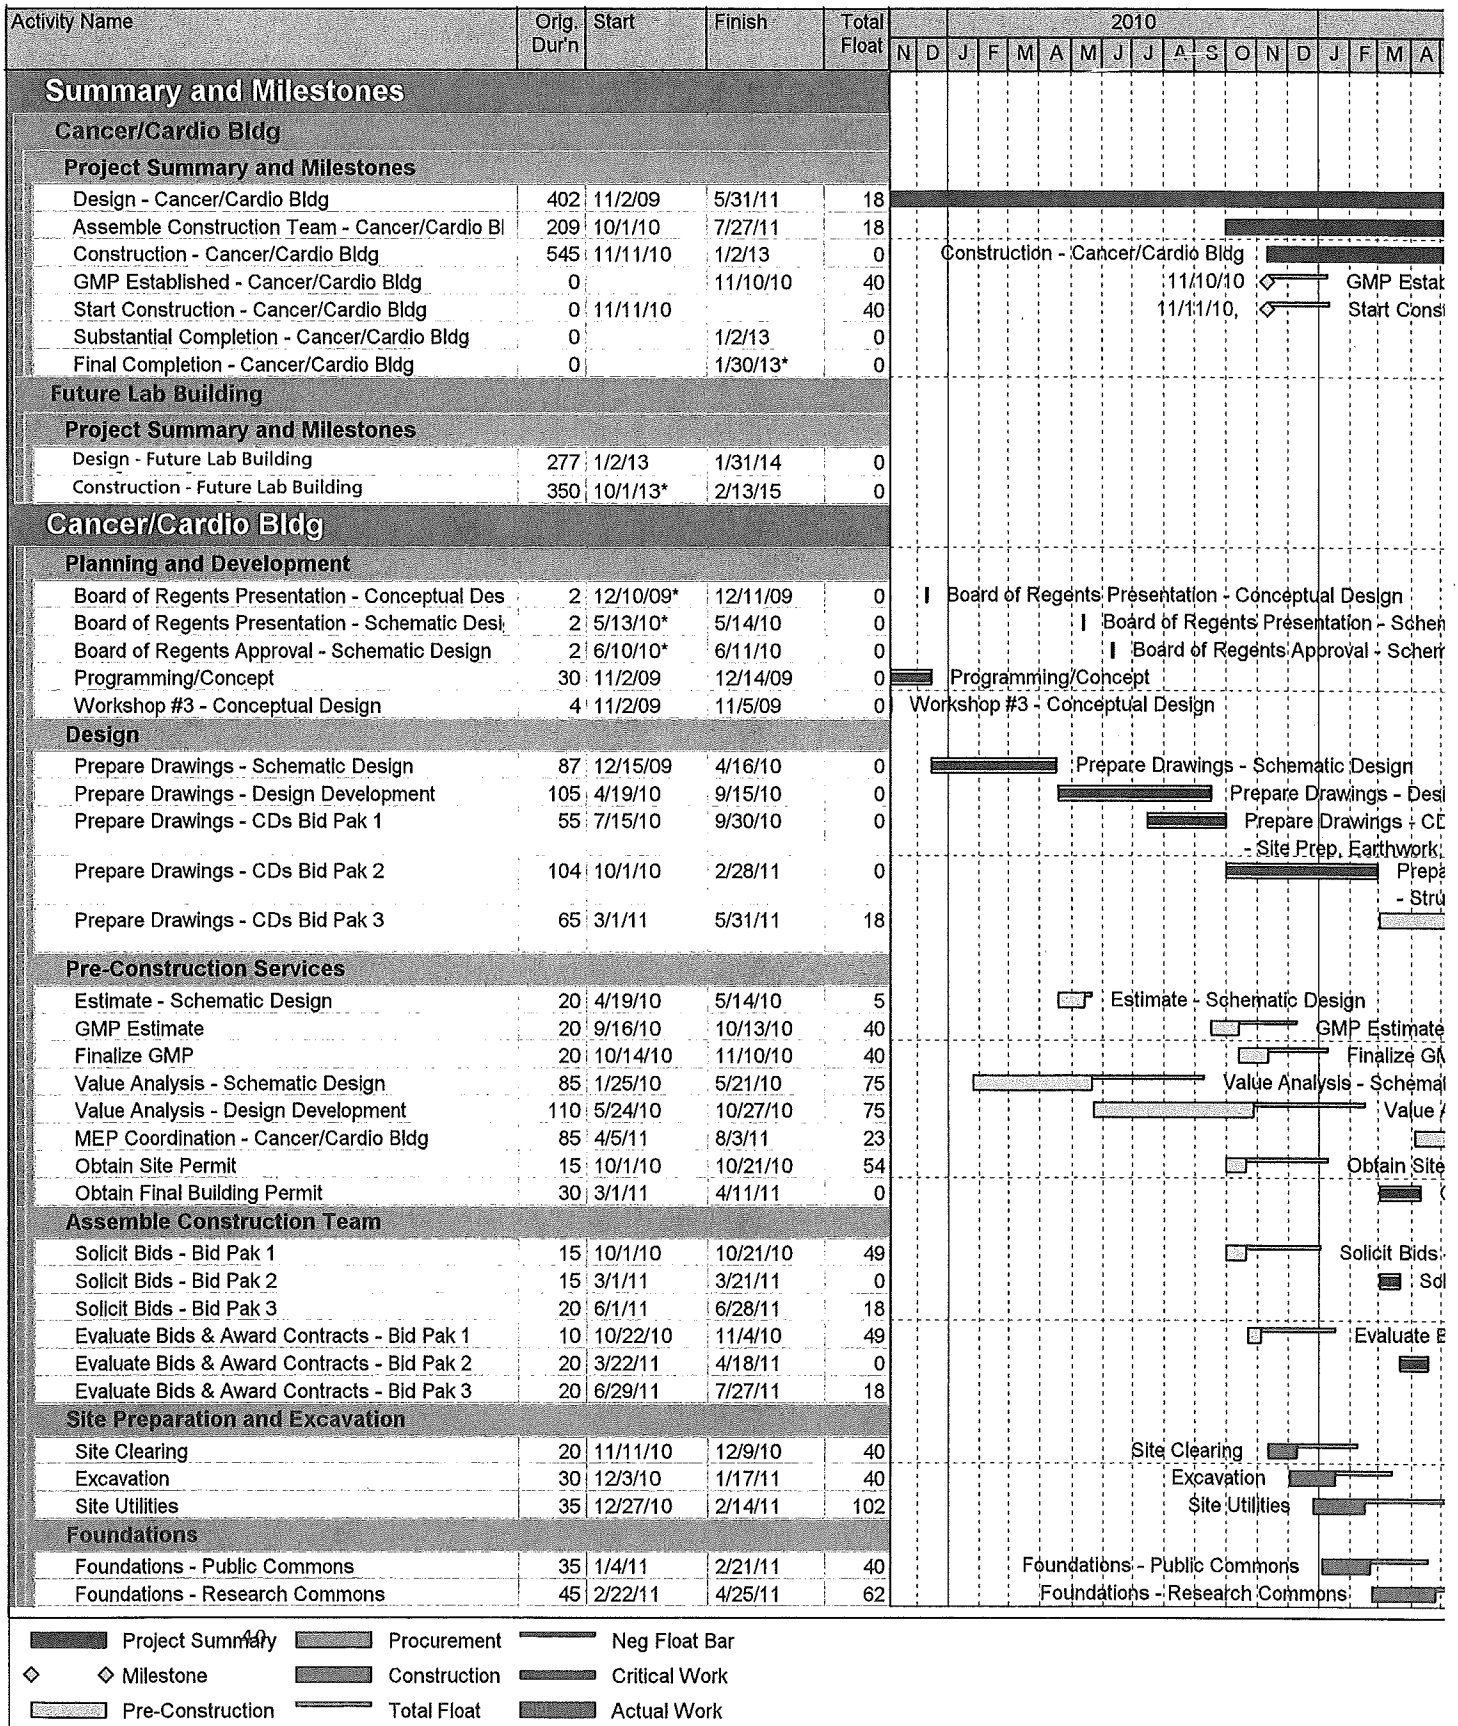 Activity Name Orig. Start Finish Total 2010
Dur'n Float N D J F M A M J J A S O N D J F M A
Summary and Milestones
Cancer/Cardio Bldg
Project Summary and Milestones
Design - Cancer/Cardio Bldg 402 11/2/09 5/31/11 18
Assemble Construction Team - Cancer/Cardio Bl 209 10/1/10 7/27/11 18
Construction - Cancer/Cardio Bldg 545 11/11/10 1/2/13 0 Construction - Cancer/Cardio Bldg
GMP Established - Cancer/Cardio Bldg 0 11/10/10 40 11/10/10 GMP Estab
Start Construction - Cancer/Cardio Bldg 0 11/11/10 40 11/11/10, Start Const
Substantial Completion - Cancer/Cardio Bldg 0 1/2/13 0
Final Completion - Cancer/Cardio Bldg 0 1/30/13* 0
Future Lab Building
Project Summary and Milestones
Design - Future Lab Building 277 1/2/13 1/31/14 0
Construction - Future Lab Building 350 10/1/13* 2/13/15 0
Cancer/Cardio Bldg
Planning and Development
Board of Regents Presentation - Conceptual Des 2 12/10/09* 12/11/09 0 Board of Regents Presentation - Conceptual Design
Board of Regents Presentation - Schematic Desi 2 5/13/10* 5/14/10 0 Board of Regents Presentation - Schem
Board of Regents Approval - Schematic Design 2 6/10/10* 6/11/10 0 Board of Regents Approval - Schem
Programming/Concept 30 11/2/09 12/14/09 0 Programming/Concept
Workshop #3 - Conceptual Design 4 11/2/09 11/5/09 0 Workshop #3 - Conceptual Design
Design
Prepare Drawings - Schematic Design 87 12/15/09 4/16/10 0 Prepare Drawings - Schematic Design
Prepare Drawings - Design Development 105 4/19/10 9/15/10 0 Prepare Drawings - Desi
Prepare Drawings - CDs Bid Pak 1 55 7/15/10 9/30/10 0 Prepare Drawings - CD
- Site Prep, Earthwork,
Prepare Drawings - CDs Bid Pak 2 104 10/1/10 2/28/11 0 Prepa
- Stru
Prepare Drawings - CDs Bid Pak 3 65 3/1/11 5/31/11 18
Pre-Construction Services
Estimate - Schematic Design 20 4/19/10 5/14/10 5 Estimate - Schematic Design
GMP Estimate 20 9/16/10 10/13/10 40 GMP Estimate
Finalize GMP 20 10/14/10 11/10/10 40 Finalize GM
Value Analysis - Schematic Design 85 1/25/10 5/21/10 75 Value Analysis - Schemat
Value Analysis - Design Development 110 5/24/10 10/27/10 75 Value A
MEP Coordination - Cancer/Cardio Bldg 85 4/5/11 8/3/11 23
Obtain Site Permit 15 10/1/10 10/21/10 54 Obtain Site
Obtain Final Building Permit 30 3/1/11 4/11/11 0
Assemble Construction Team
Solicit Bids - Bid Pak 1 15 10/1/10 10/21/10 49 Solicit Bids -
Solicit Bids - Bid Pak 2 15 3/1/11 3/21/11 0 Sol
Solicit Bids - Bid Pak 3 20 6/1/11 6/28/11 18
Evaluate Bids & Award Contracts - Bid Pak 1 10 10/22/10 11/4/10 49 Evaluate B
Evaluate Bids & Award Contracts - Bid Pak 2 20 3/22/11 4/18/11 0
Evaluate Bids & Award Contracts - Bid Pak 3 20 6/29/11 7/27/11 18
Site Preparation and Excavation
Site Clearing 20 11/11/10 12/9/10 40 Site Clearing
Excavation 30 12/3/10 1/17/11 40 Excavation
Site Utilities 35 12/27/10 2/14/11 102 Site Utilities
Foundations
Foundations - Public Commons 35 1/4/11 2/21/11 40 Foundations - Public Commons
Foundations - Research Commons 45 2/22/11 4/25/11 62 Foundations - Research Commons
Project Summary 40 Procurement Neg Float Bar
Milestone Construction Critical Work
Pre-Construction Total Float Actual Work